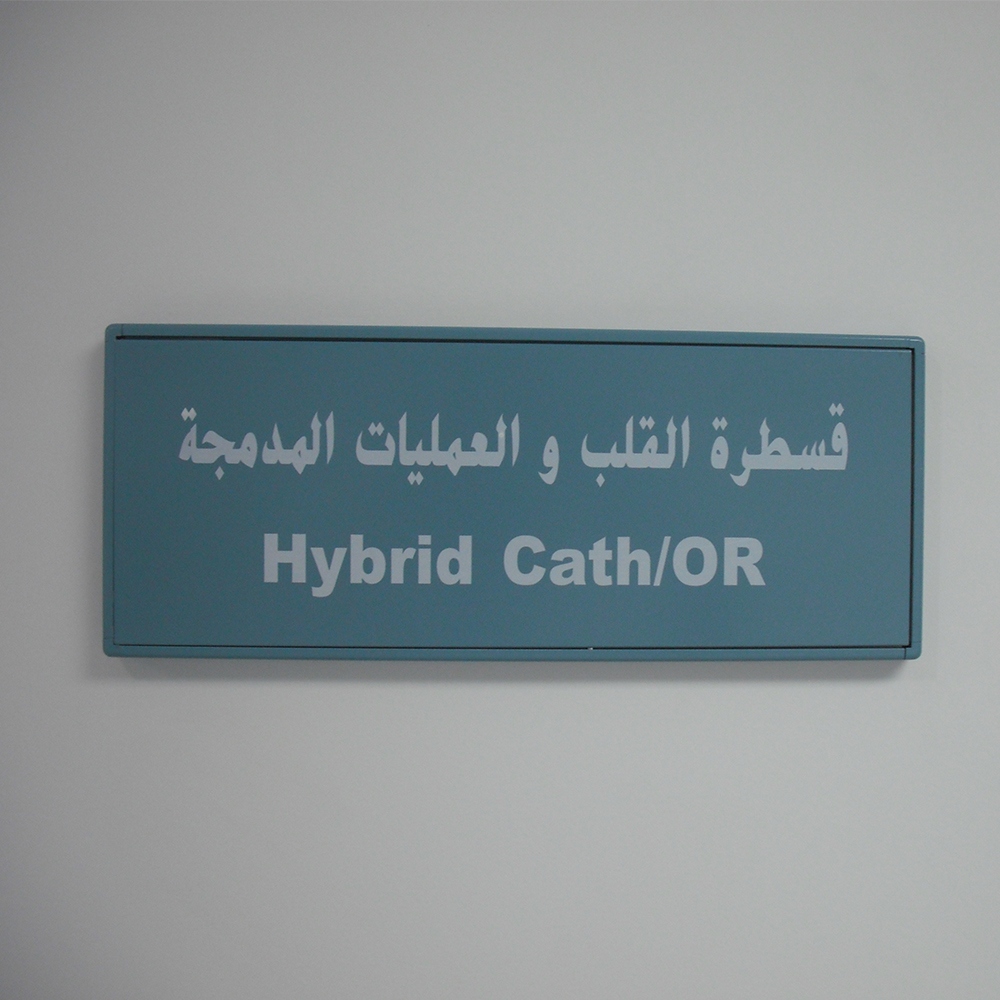 قسطرة القلب و العمليات المدمجة
Hybrid Cath/OR